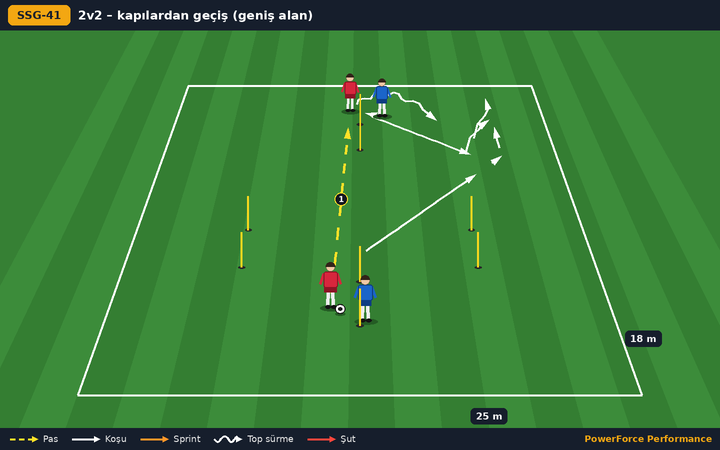 SSG-41 2v2 – kapılardan geçiş (geniş alan)
1
18 m
25 m
Pas Koşu Sprint Top sürme Şut PowerForce Performance